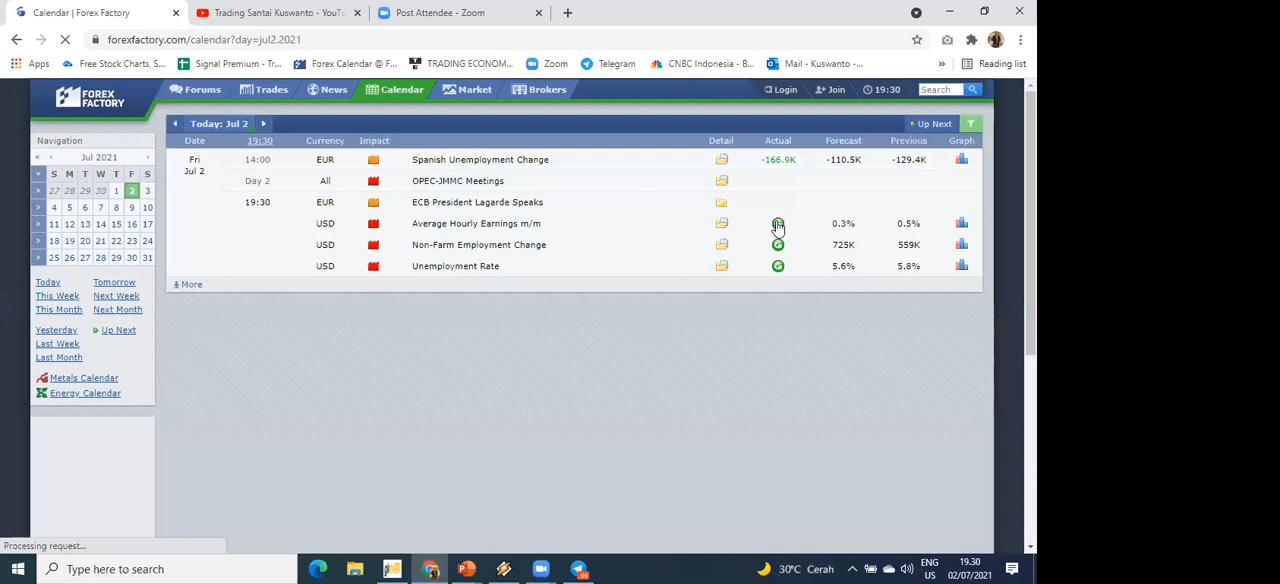 Calendar | Forex Factory
Trading Santai Kuswanto - YouTu
Post Attendee - Zoom
forexfactory.com/calendar?day=jul2.2021
Apps
Free Stock Charts, S...
Signal Premium - Tr...
Forex Calendar @ F...
TRADING ECONOM...
Zoom
Telegram
CNBC Indonesia - B...
Mail - Kuswanto -...
»
Reading list
FOREX
FACTORY
Forums
Trades
News
Calendar
Market
Brokers
Login
Join
19:30
Search
Navigation
« ‹ Jul 2021 ›
S M T W T F S
27 28 29 30 1 2 3
4 5 6 7 8 9 10
11 12 13 14 15 16 17
18 19 20 21 22 23 24
25 26 27 28 29 30 31
Today Tomorrow
This Week Next Week
This Month Next Month
Yesterday Up Next
Last Week
Last Month
Metals Calendar
Energy Calendar
Today: Jul 2
Up Next
Date 19:30 Currency Impact Detail Actual Forecast Previous Graph
Fri 14:00 EUR Spanish Unemployment Change -166.9K -110.5K -129.4K
Jul 2
Day 2 All OPEC-JMMC Meetings
19:30 EUR ECB President Lagarde Speaks
USD Average Hourly Earnings m/m 0.3% 0.5%
USD Non-Farm Employment Change 725K 559K
USD Unemployment Rate 5.6% 5.8%
More
Processing request...
Type here to search
30°C Cerah
ENG
US
19.30
02/07/2021